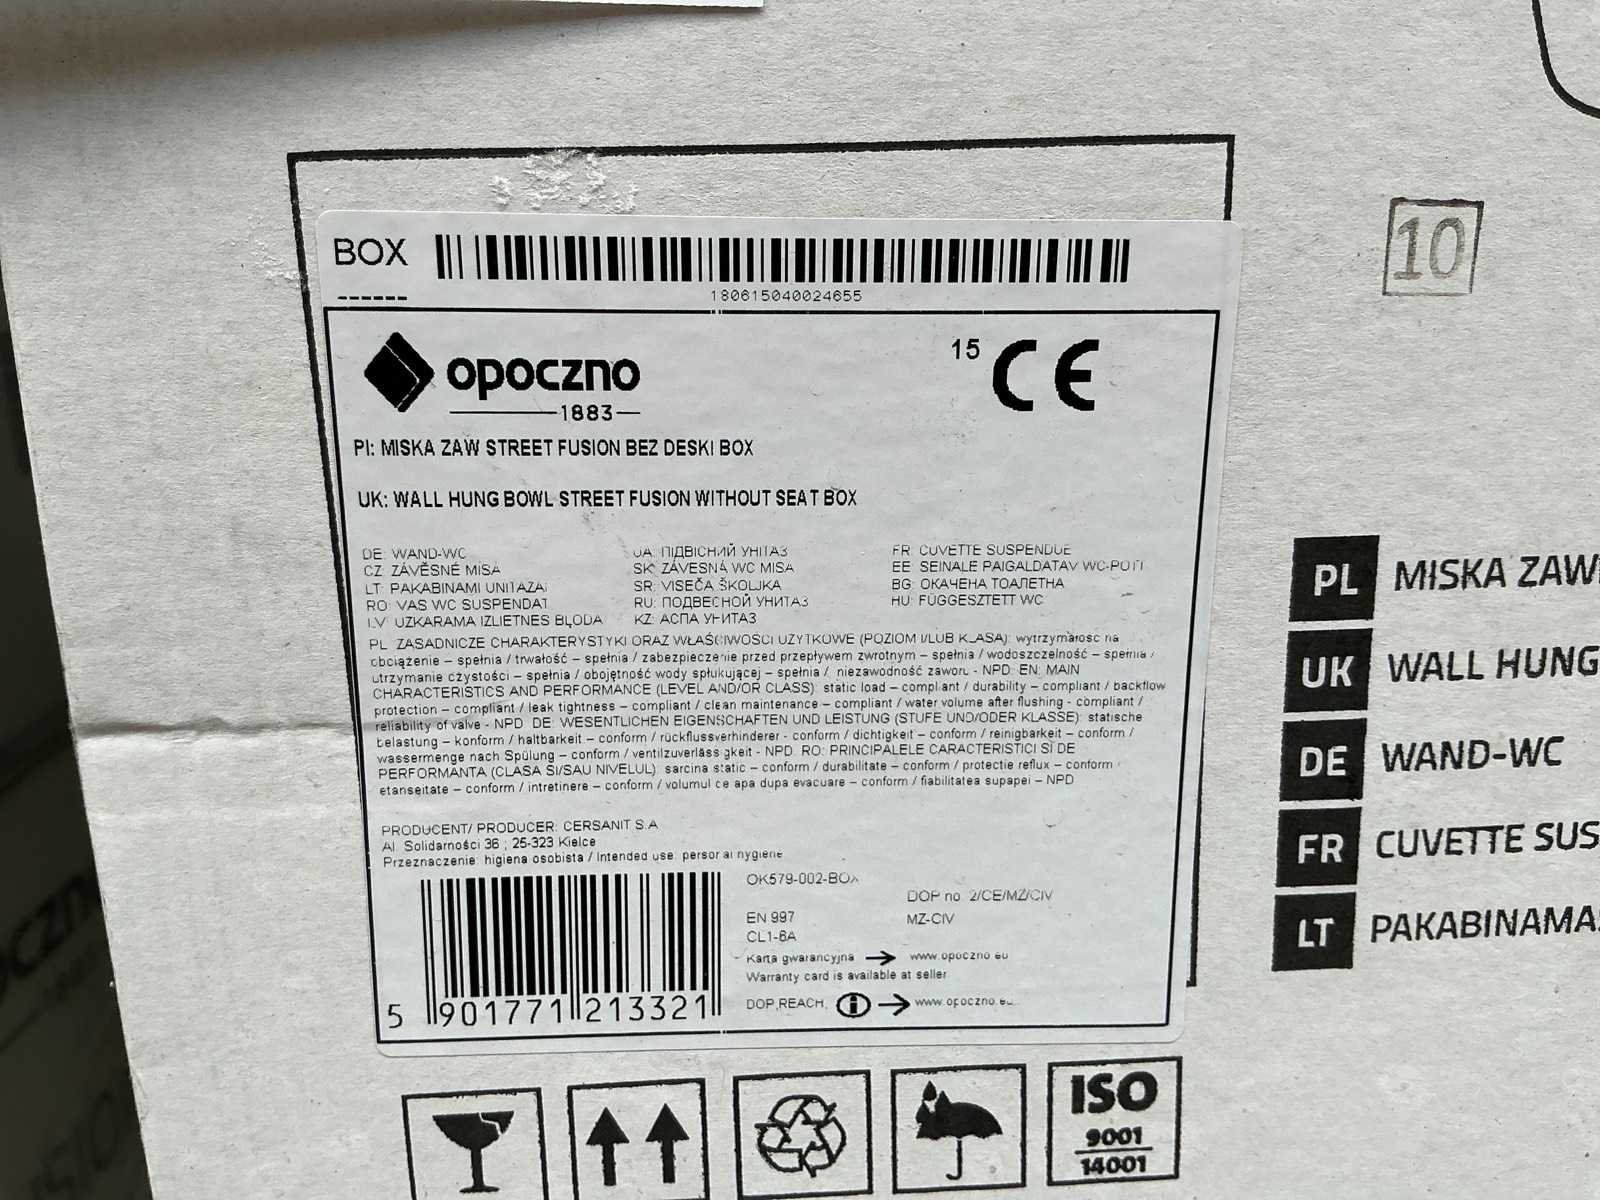 BOX
------
180615040024655
10
opoczno
1883
15 CE
Pl: MISKA ZAW STREET FUSION BEZ DESKI BOX
UK: WALL HUNG BOWL STREET FUSION WITHOUT SEAT BOX
DE: WAND-WC
CZ: ZÁVĚSNÉ MISA
LT: PAKABINAMI UNITAZAI
RO: VAS WC SUSPENDAT
LV: UZKARAMA IZLIETNES BLODA
UA: ПІДВІСНИЙ УНІТАЗ
SK: ZÁVESNÁ WC MISA
SR: VISEČA ŠKOLJKA
RU: ПОДВЕСНОЙ УНИТАЗ
KZ: АСПА УНИТАЗ
FR: CUVETTE SUSPENDUE
EE: SEINALE PAIGALDATAV WC-POTT
BG: ОКАЧЕНА ТОАЛЕТНА
HU: FÜGGESZTETT WC
PL: ZASADNICZE CHARAKTERYSTYKI ORAZ WŁAŚCIWOŚCI UŻYTKOWE (POZIOM I/LUB KLASA): wytrzymałość na
obciążenie – spełnia / trwałość – spełnia / zabezpieczenie przed przepływem zwrotnym – spełnia / wodoszczelność – spełnia /
utrzymanie czystości – spełnia / obojętność wody spłukującej – spełnia / niezawodność zaworu - NPD: EN: MAIN
CHARACTERISTICS AND PERFORMANCE (LEVEL AND/OR CLASS): static load – compliant / durability – compliant / backflow
protection – compliant / leak tightness – compliant / clean maintenance – compliant / water volume after flushing - compliant /
reliability of valve - NPD. DE: WESENTLICHEN EIGENSCHAFTEN UND LEISTUNG (STUFE UND/ODER KLASSE): statische
belastung – konform / haltbarkeit – conform / rückflussverhinderer - conform / dichtigkeit – conform / reinigbarkeit – conform /
wassermenge nach Spülung – conform / ventilzuverlässigkeit - NPD. RO: PRINCIPALELE CARACTERISTICI SI DE
PERFORMANTA (CLASA SI/SAU NIVELUL): sarcina static – conform / durabilitate – conform / protectie reflux – conform /
etanseitate – conform / intretinere – conform / volumul de apa dupa evacuare – conform / fiabilitatea supapei – NPD
PRODUCENT/ PRODUCER: CERSANIT S.A
Al. Solidarności 36 ; 25-323 Kielce
Przeznaczenie: higiena osobista / Intended use: personal hygiene
5 901771 213321
OK579-002-BOX
DOP no. 2/CE/MZ/CIV
EN 997
MZ-CIV
CL1-6A
Karta gwarancyjna → www.opoczno.eu
Warranty card is available at seller
DOP,REACH, → www.opoczno.eu
PL MISKA ZAW
UK WALL HUNG
DE WAND-WC
FR CUVETTE SUS
LT PAKABINAMA
ISO
9001
14001